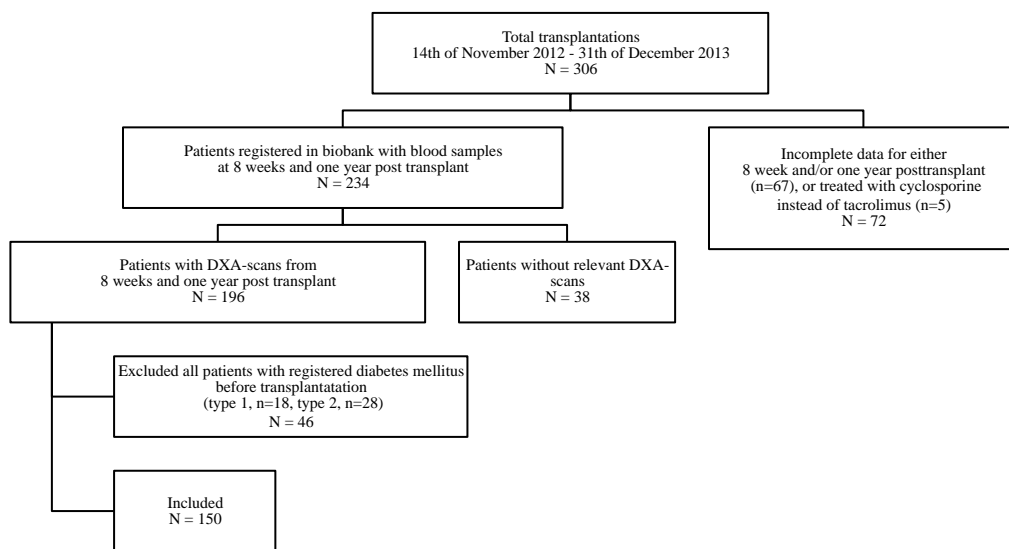 Total transplantations
14th of November 2012 - 31th of December 2013
N = 306
Patients registered in biobank with blood samples
at 8 weeks and one year post transplant
N = 234
Incomplete data for either
8 week and/or one year posttransplant
(n=67), or treated with cyclosporine
instead of tacrolimus (n=5)
N = 72
Patients with DXA-scans from
8 weeks and one year post transplant
N = 196
Patients without relevant DXA-
scans
N = 38
Excluded all patients with registered diabetes mellitus
before transplantatation
(type 1, n=18, type 2, n=28)
N = 46
Included
N = 150